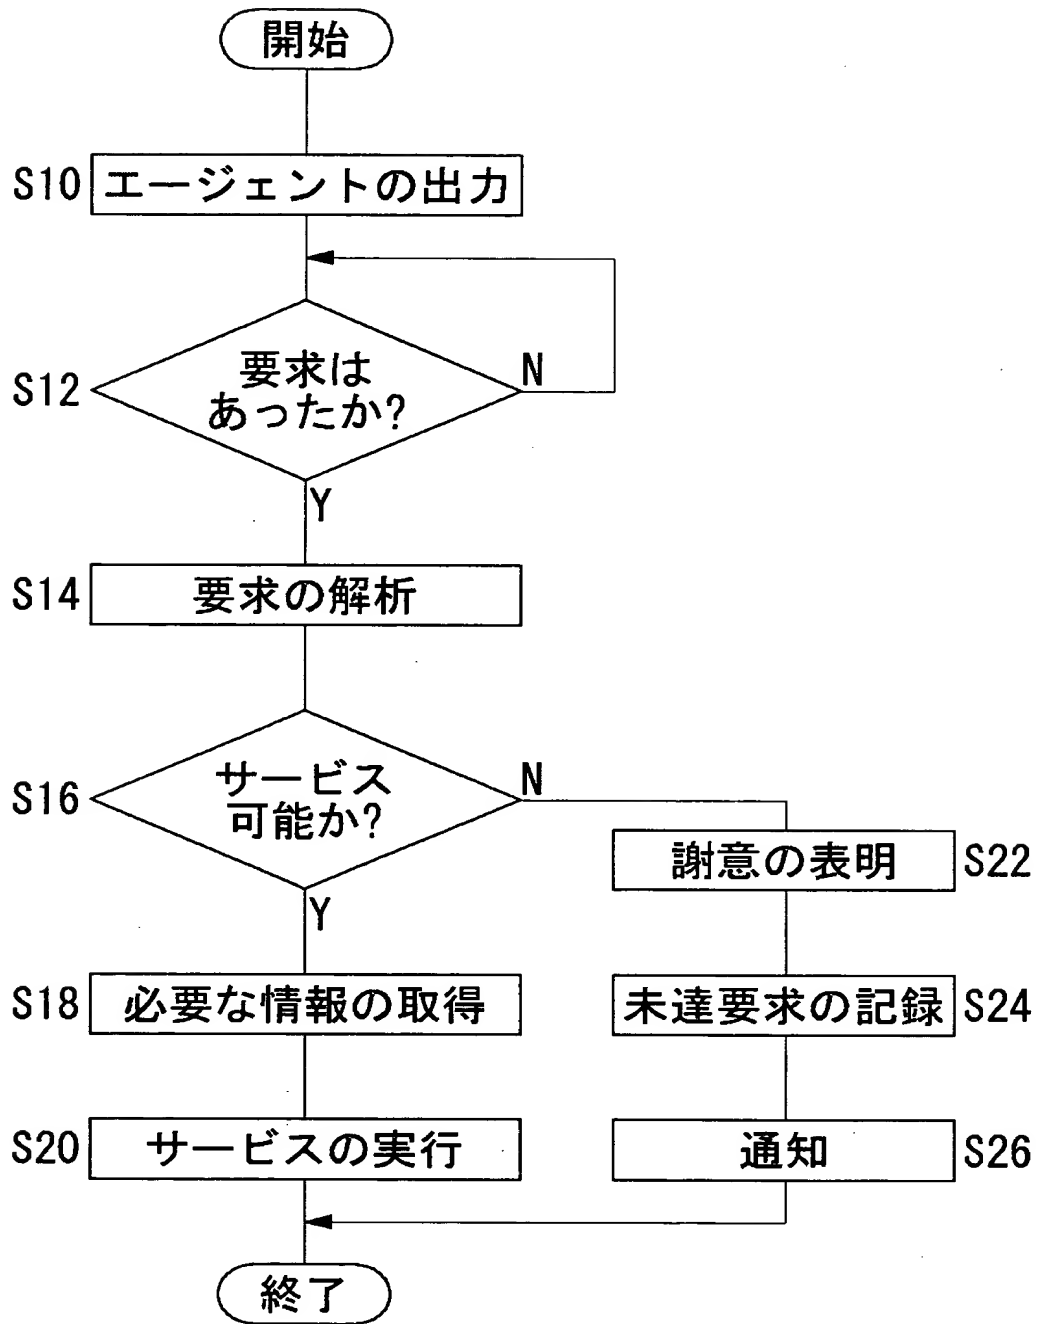 開始
S10 エージェントの出力
S12
要求は
あったか?
N
Y
S14 要求の解析
S16
サービス
可能か?
N
Y
謝意の表明 S22
S18 必要な情報の取得
未達要求の記録 S24
S20 サービスの実行
通知 S26
終了